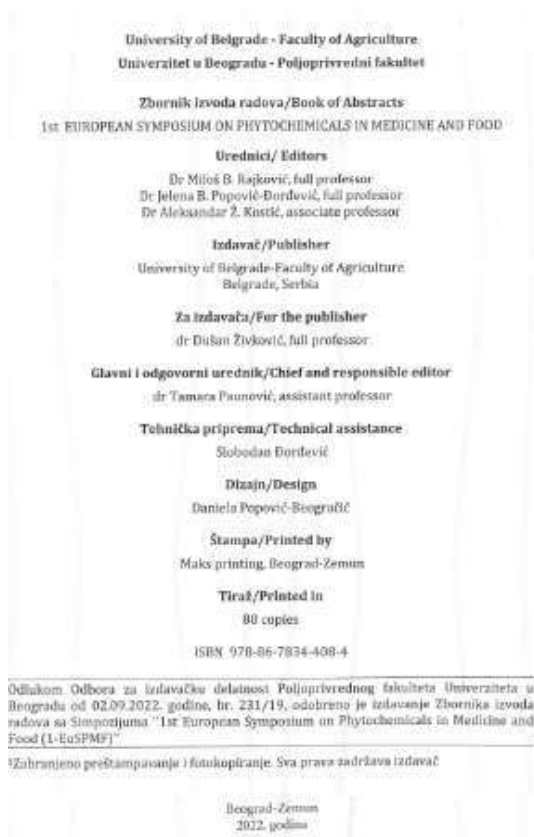 University of Belgrade - Faculty of Agriculture
Univerzitet u Beogradu - Poljoprivredni fakultet
Zbornik izvoda radova/Book of Abstracts
1st EUROPEAN SYMPOSIUM ON PHYTOCHEMICALS IN MEDICINE AND FOOD
Urednici/ Editors
Dr Miloš B. Rajković, full professor
Dr Jelena B. Popović-Đorđević, full professor
Dr Aleksandar Ž. Kostić, associate professor
Izdavač/Publisher
University of Belgrade-Faculty of Agriculture
Belgrade, Serbia
Za izdavača/For the publisher
dr Dušan Živković, full professor
Glavni i odgovorni urednik/Chief and responsible editor
dr Tamara Paunović, assistant professor
Tehnička priprema/Technical assistance
Slobodan Đorđević
Dizajn/Design
Daniela Popović-Beogračić
Štampa/Printed by
Maks printing, Beograd-Zemun
Tiraž/Printed in
80 copies
ISBN 978-86-7834-408-4
Odlukom Odbora za izdavačku delatnost Poljoprivrednog fakulteta Univerziteta u
Beogradu od 02.09.2022. godine, br. 231/19, odobreno je izdavanje Zbornika izvoda
radova sa Simpozijuma "1st European Symposium on Phytochemicals in Medicine and
Food (1-EuSPMF)"
Zabranjeno preštampavanje i fotokopiranje. Sva prava zadržava izdavač
Beograd-Zemun
2022. godina